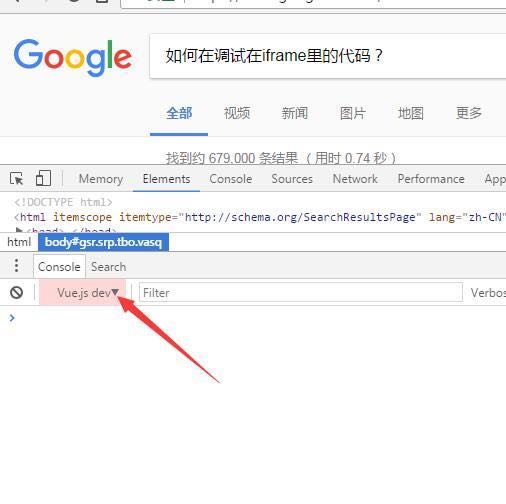 Google 如何在调试在iframe里的代码？
全部 视频 新闻 图片 地图 更多
找到约 679,000 条结果 （用时 0.74 秒）
Memory Elements Console Sources Network Performance App
<!DOCTYPE html>
<html itemscope itemtype="http://schema.org/SearchResultsPage" lang="zh-CN"
▶<head>…</head>
html body#gsr.srp.tbo.vasq
Console Search
Vue.js dev▼ Filter Verbos
>